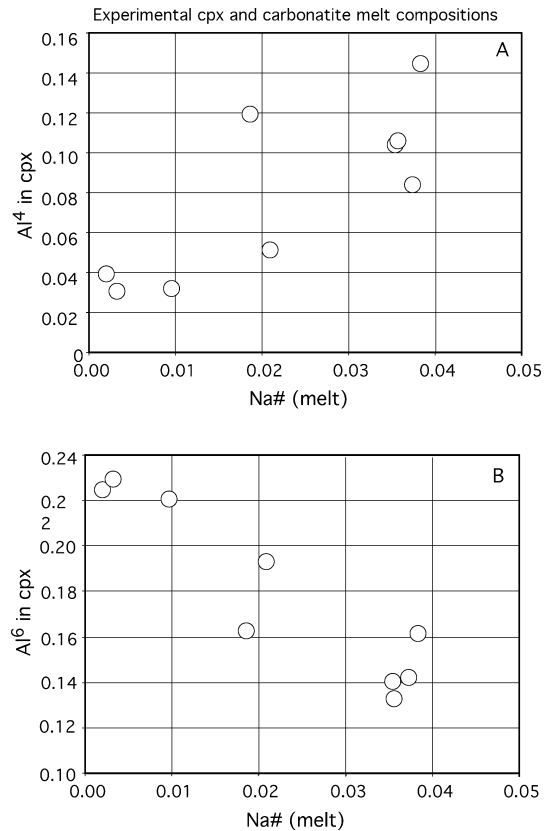 Experimental cpx and carbonatite melt compositions
A
0.16
0.14
0.12
0.10
0.08
0.06
0.04
0.02
0
Al4 in cpx
0.00 0.01 0.02 0.03 0.04 0.05
Na# (melt)
B
0.24
0.2
2
0.20
0.18
0.16
0.14
0.12
0.10
Al6 in cpx
0.00 0.01 0.02 0.03 0.04 0.05
Na# (melt)